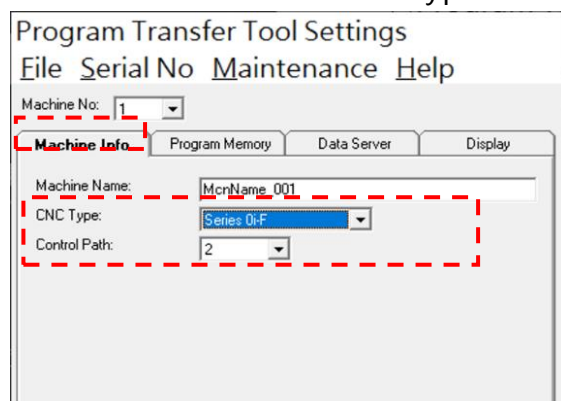 Program Transfer Tool Settings
File Serial No Maintenance Help
Machine No: 1
Machine Info Program Memory Data Server Display
Machine Name: McnName_001
CNC Type: Series 0i-F
Control Path: 2